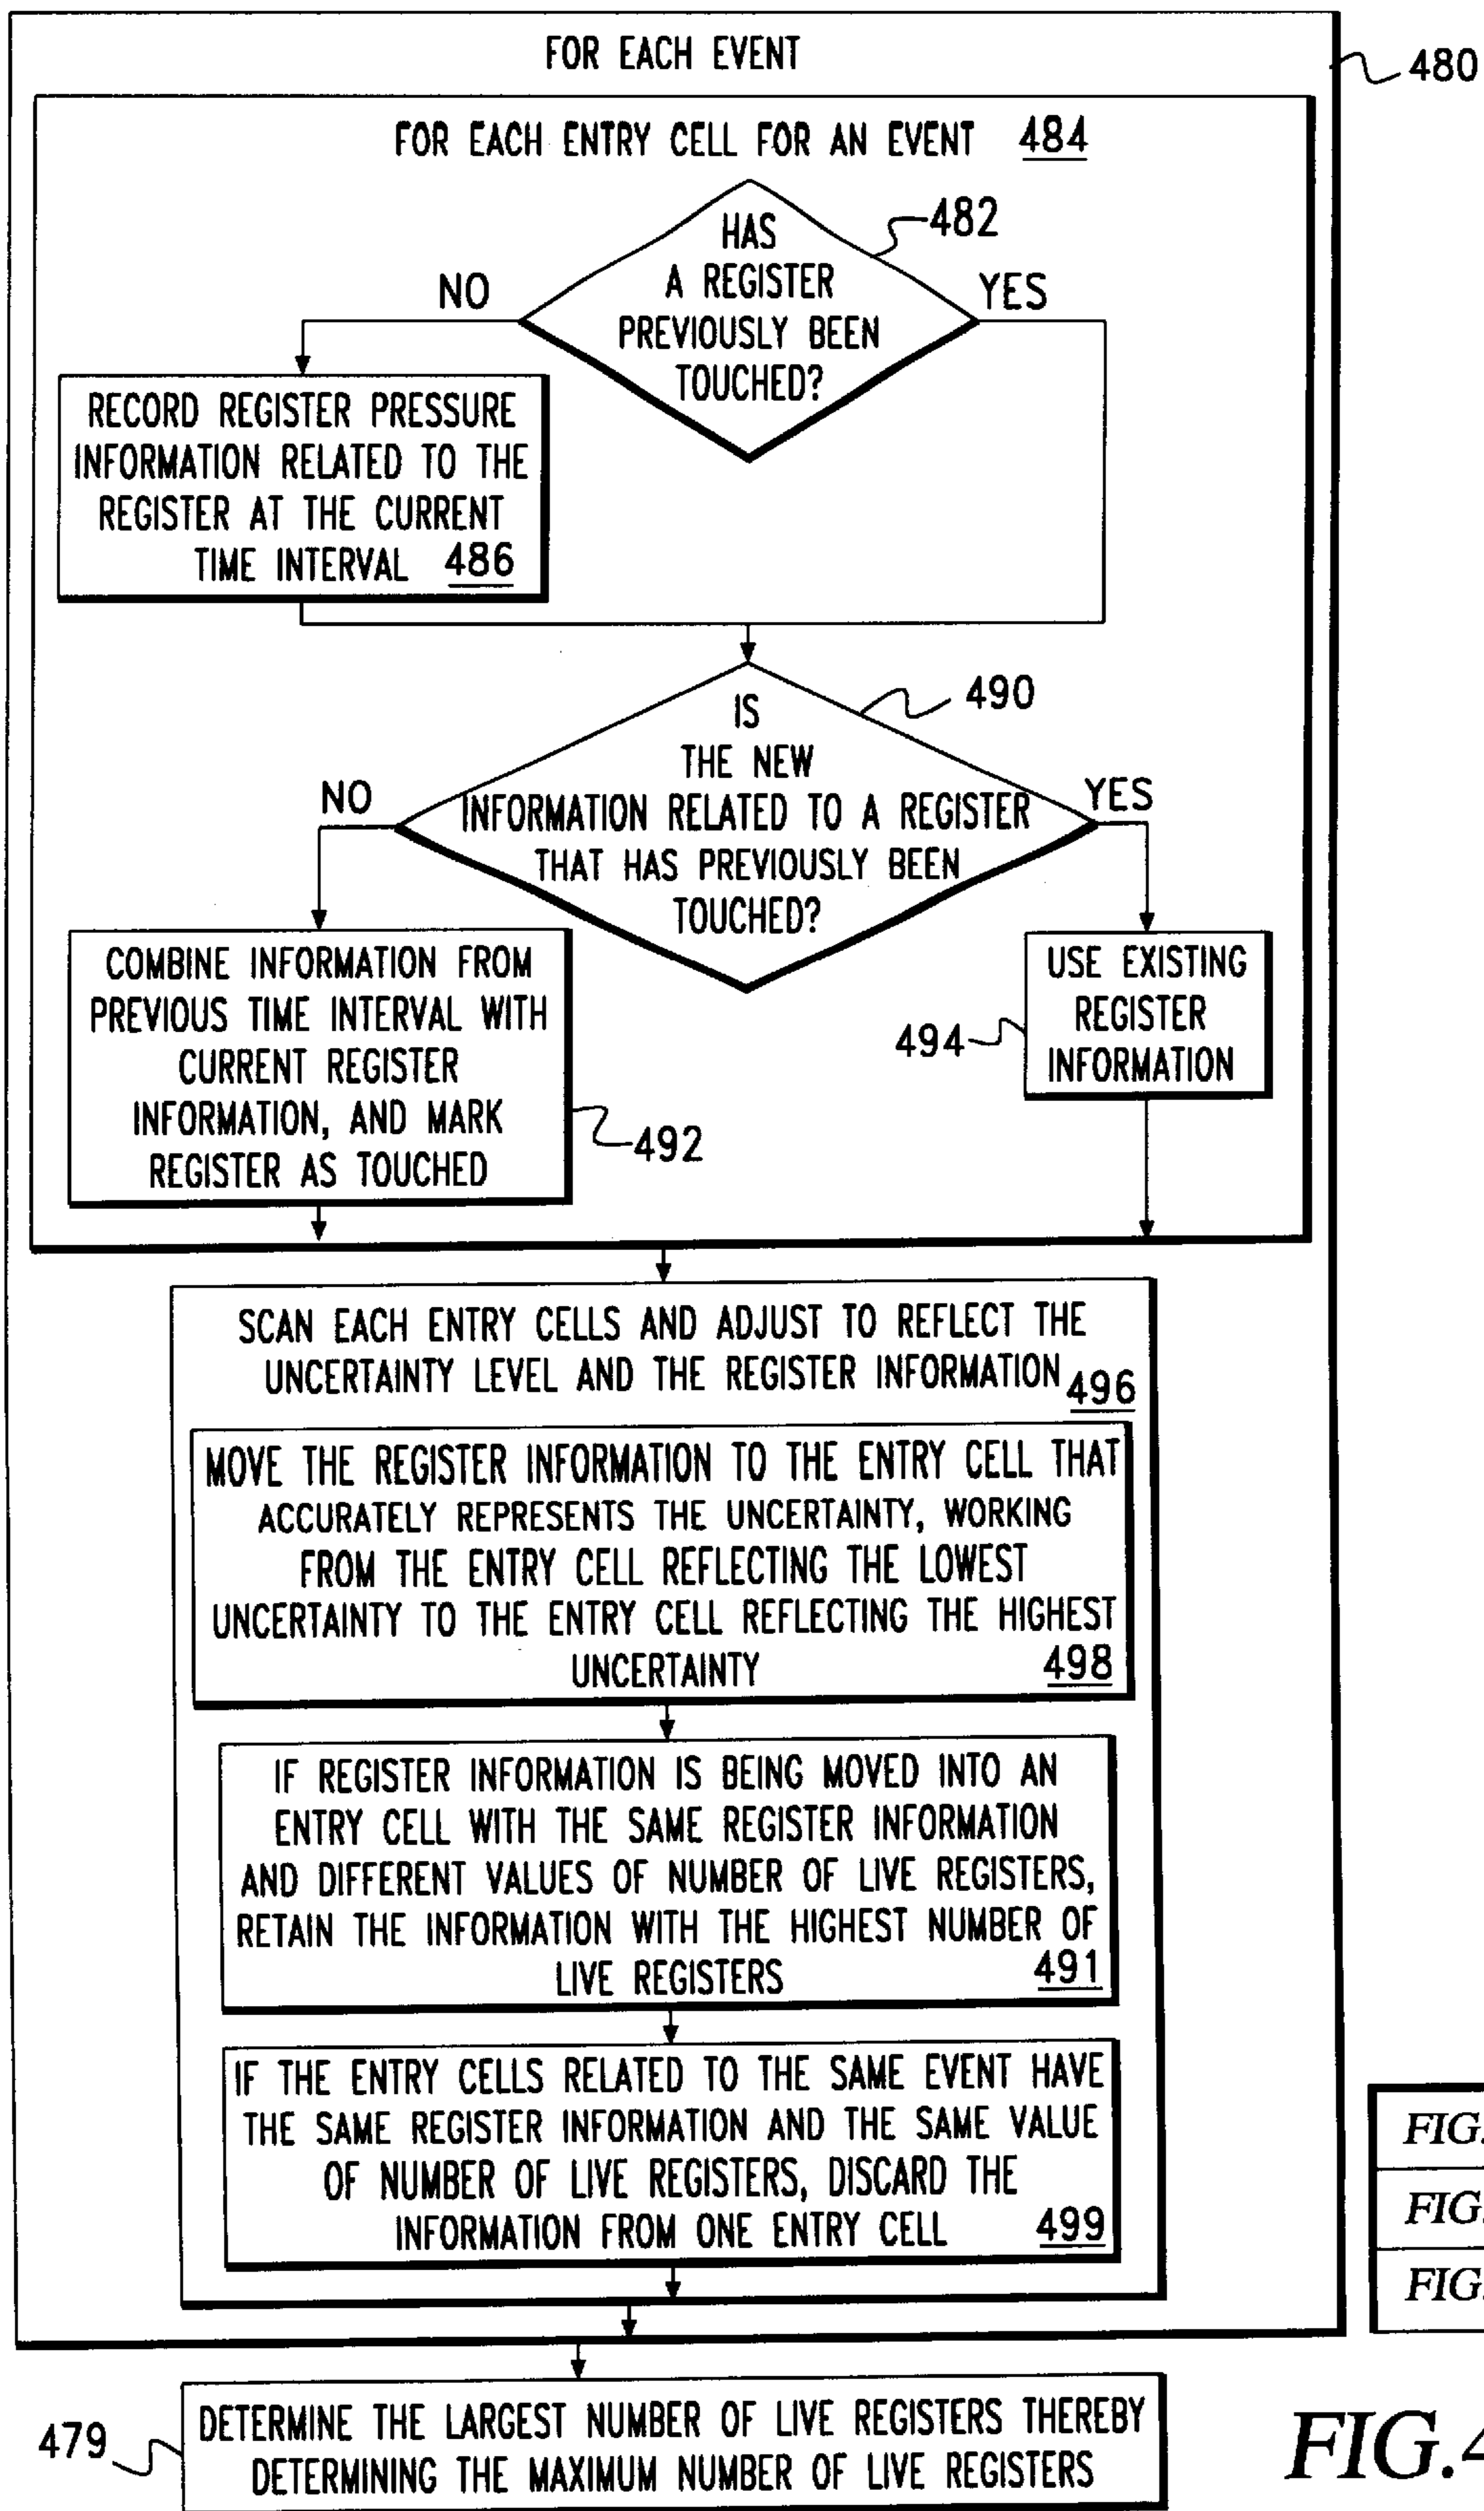 FOR EACH EVENT
480
FOR EACH ENTRY CELL FOR AN EVENT 484
482
HAS
A REGISTER
PREVIOUSLY BEEN
TOUCHED?
NO
YES
RECORD REGISTER PRESSURE
INFORMATION RELATED TO THE
REGISTER AT THE CURRENT
TIME INTERVAL 486
490
IS
THE NEW
INFORMATION RELATED TO A REGISTER
THAT HAS PREVIOUSLY BEEN
TOUCHED?
NO
YES
COMBINE INFORMATION FROM
PREVIOUS TIME INTERVAL WITH
CURRENT REGISTER
INFORMATION, AND MARK
REGISTER AS TOUCHED
492
494
USE EXISTING
REGISTER
INFORMATION
SCAN EACH ENTRY CELLS AND ADJUST TO REFLECT THE
UNCERTAINTY LEVEL AND THE REGISTER INFORMATION 496
MOVE THE REGISTER INFORMATION TO THE ENTRY CELL THAT
ACCURATELY REPRESENTS THE UNCERTAINTY, WORKING
FROM THE ENTRY CELL REFLECTING THE LOWEST
UNCERTAINTY TO THE ENTRY CELL REFLECTING THE HIGHEST
UNCERTAINTY 498
IF REGISTER INFORMATION IS BEING MOVED INTO AN
ENTRY CELL WITH THE SAME REGISTER INFORMATION
AND DIFFERENT VALUES OF NUMBER OF LIVE REGISTERS,
RETAIN THE INFORMATION WITH THE HIGHEST NUMBER OF
LIVE REGISTERS 491
IF THE ENTRY CELLS RELATED TO THE SAME EVENT HAVE
THE SAME REGISTER INFORMATION AND THE SAME VALUE
OF NUMBER OF LIVE REGISTERS, DISCARD THE
INFORMATION FROM ONE ENTRY CELL 499
FIG.
FIG.
FIG.
479
DETERMINE THE LARGEST NUMBER OF LIVE REGISTERS THEREBY
DETERMINING THE MAXIMUM NUMBER OF LIVE REGISTERS
FIG.4